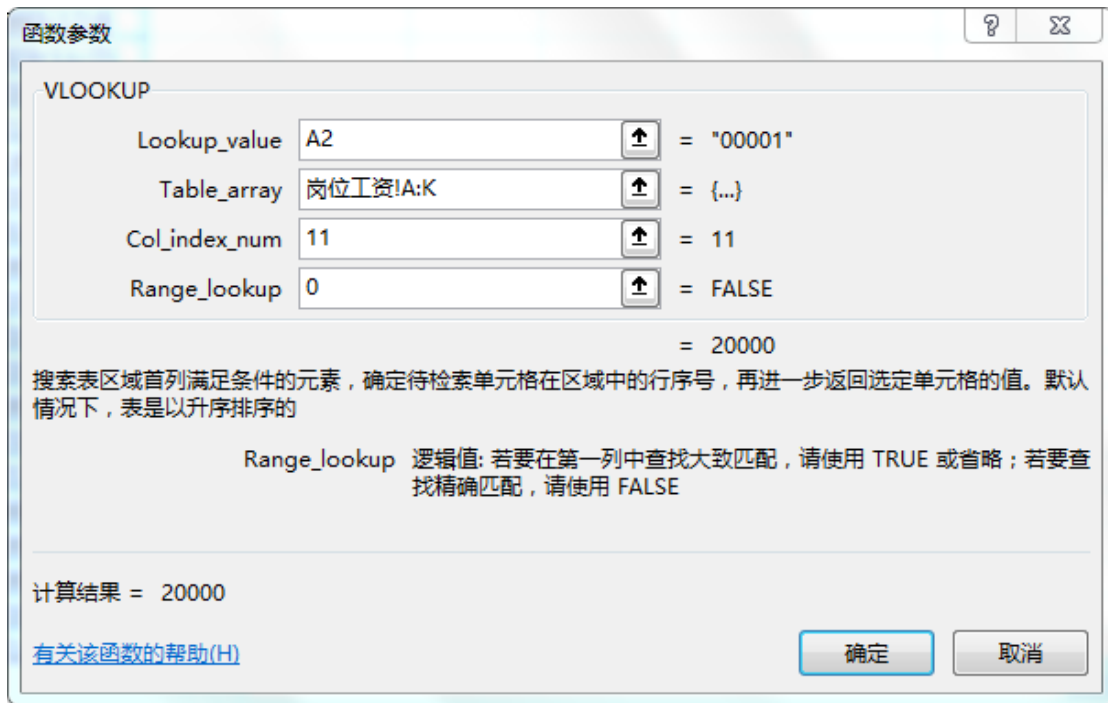 函数参数
VLOOKUP
Lookup_value A2 = "00001"
Table_array 岗位工资!A:K = {...}
Col_index_num 11 = 11
Range_lookup 0 = FALSE
= 20000
搜索表区域首列满足条件的元素，确定待检索单元格在区域中的行序号，再进一步返回选定单元格的值。默认
情况下，表是以升序排序的
Range_lookup 逻辑值: 若要在第一列中查找大致匹配，请使用 TRUE 或省略；若要查
找精确匹配，请使用 FALSE
计算结果 = 20000
有关该函数的帮助(H) 确定 取消